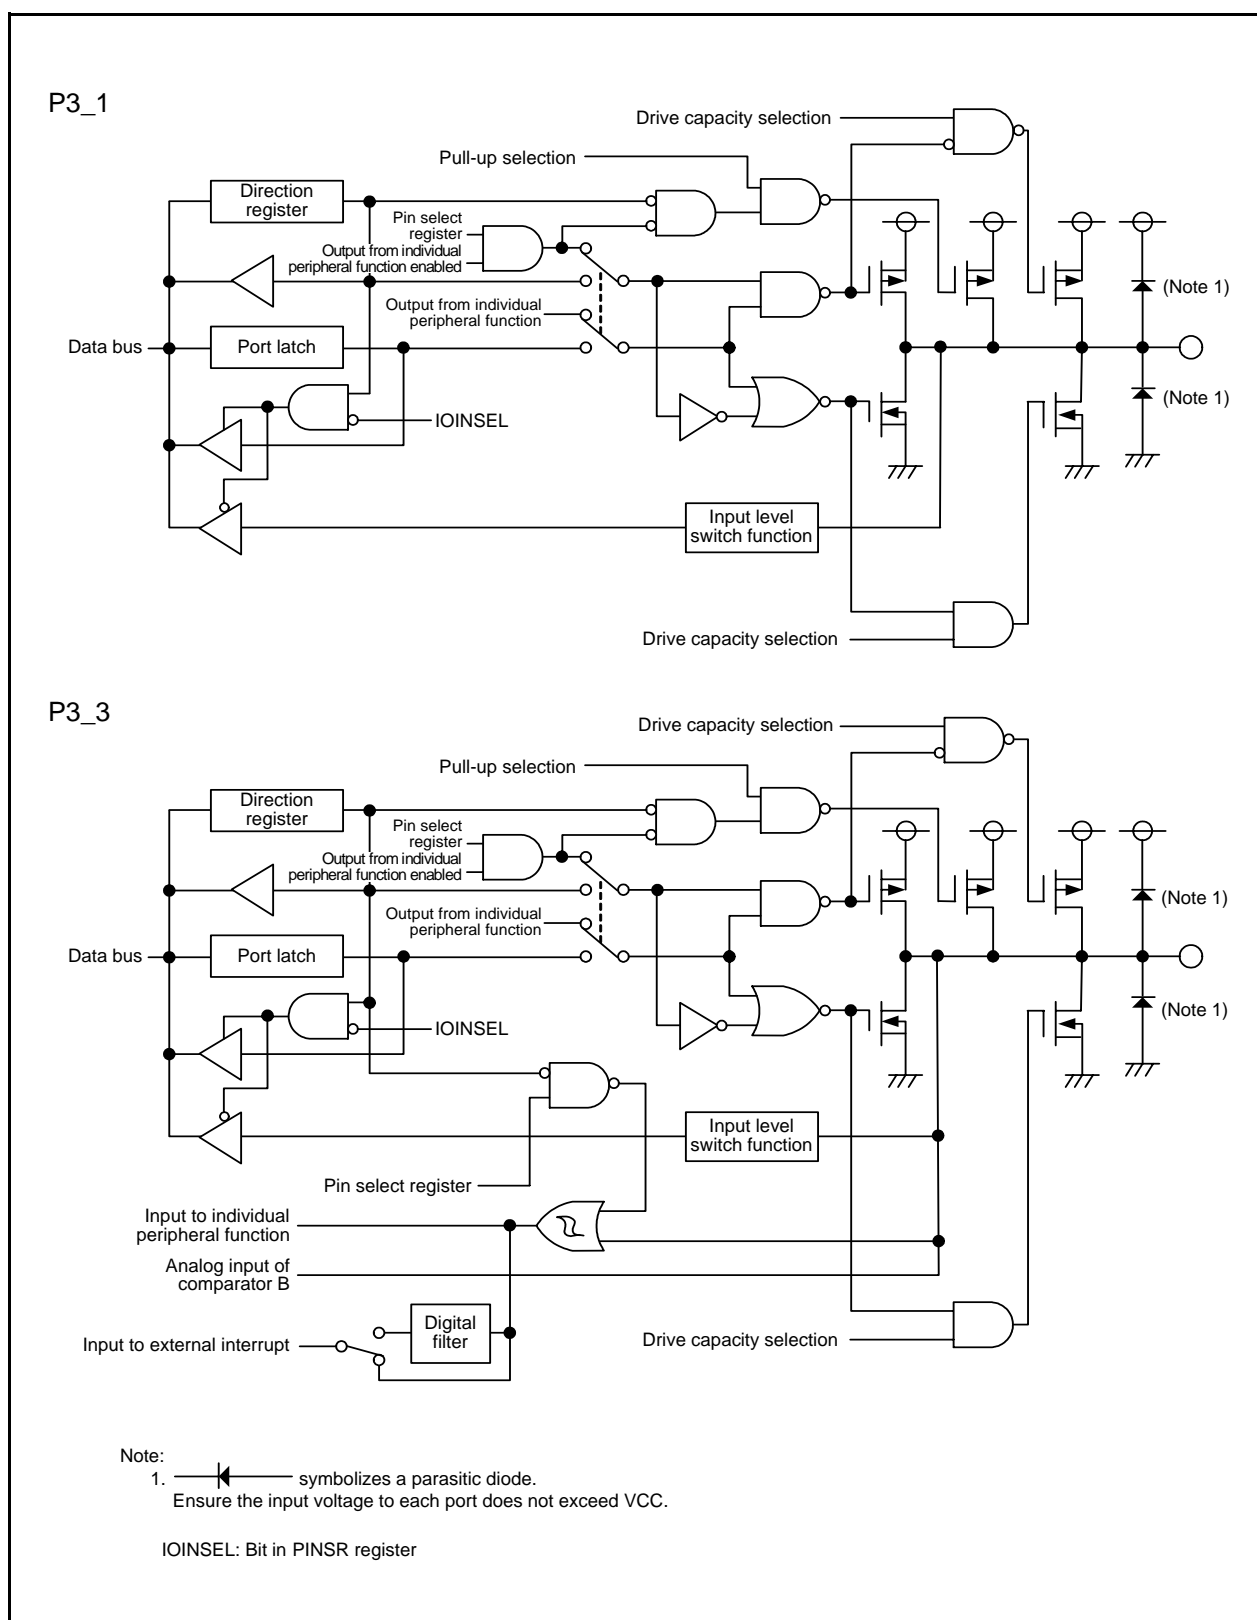 P3_1
Drive capacity selection
Pull-up selection
Direction
register
Pin select
register
Output from individual
peripheral function enabled
(Note 1)
Output from individual
peripheral function
Data bus
Port latch
(Note 1)
IOINSEL
Input level
switch function
Drive capacity selection
P3_3
Drive capacity selection
Pull-up selection
Direction
register
Pin select
register
Output from individual
peripheral function enabled
(Note 1)
Output from individual
peripheral function
Data bus
Port latch
(Note 1)
IOINSEL
Input level
switch function
Pin select register
Input to individual
peripheral function
Analog input of
comparator B
Digital
filter
Input to external interrupt
Drive capacity selection
Note:
1. symbolizes a parasitic diode.
Ensure the input voltage to each port does not exceed VCC.
IOINSEL: Bit in PINSR register